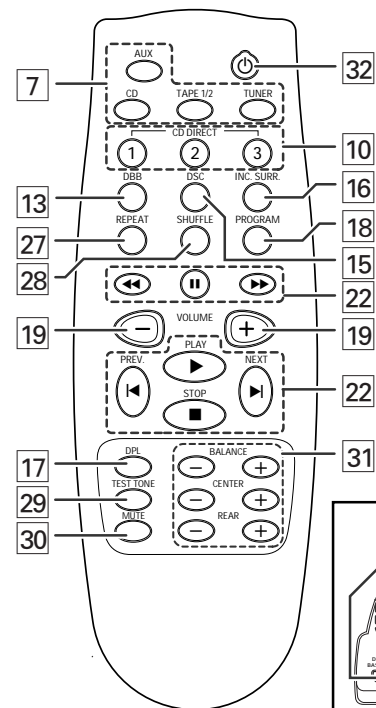 AUX
7
32
CD TAPE 1/2 TUNER
CD DIRECT
1 2 3
10
DBB DSC INC. SURR.
13
16
REPEAT SHUFFLE PROGRAM
27
18
28
15
22
19
VOLUME
19
PLAY
PREV. NEXT
STOP
22
17
DPL BALANCE
31
29
TEST TONE CENTER
MUTE REAR
30